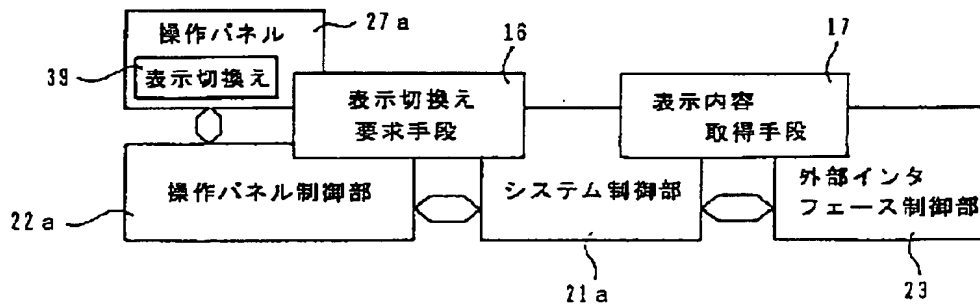 操作パネル
27a
39
表示切換え
16
表示切換え
要求手段
17
表示内容
取得手段
操作パネル制御部
22a
システム制御部
21a
外部インタ
フェース制御部
23